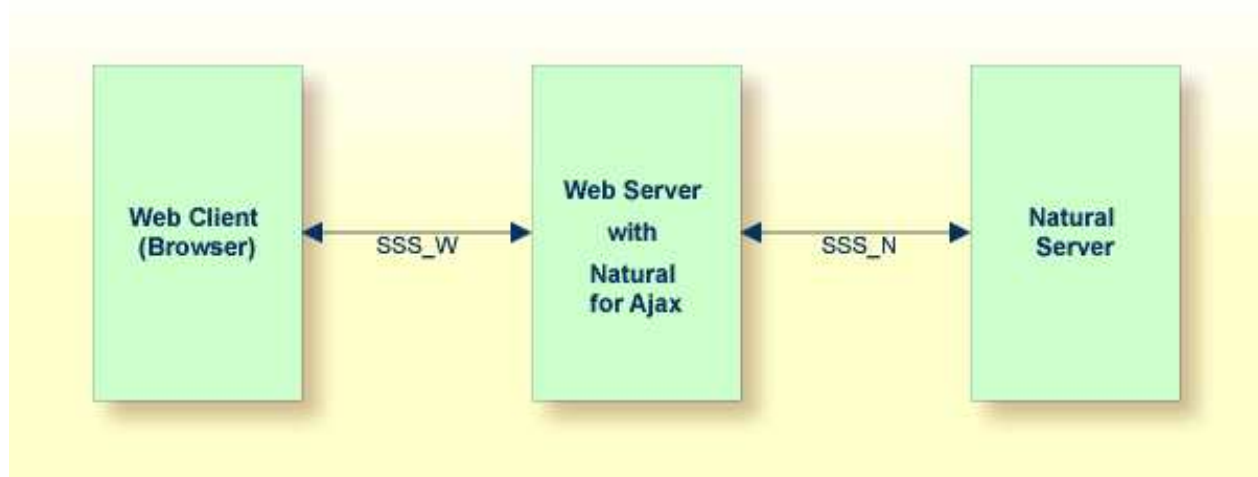 Web Client
(Browser)
SSS_W
Web Server
with
Natural
for Ajax
SSS_N
Natural
Server